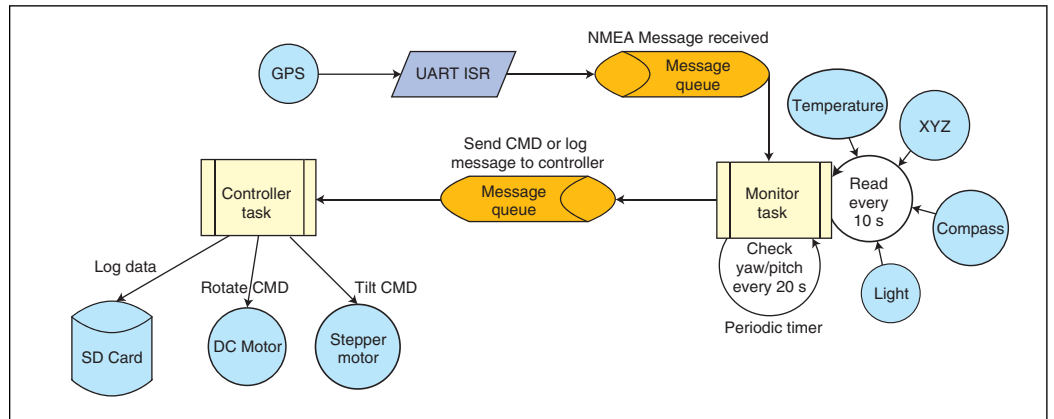 NMEA Message received
GPS
UART ISR
Message
queue
Temperature
XYZ
Send CMD or log
message to controller
Controller
task
Message
queue
Monitor
task
Read
every
10 s
Compass
Check
yaw/pitch
every 20 s
Light
Periodic timer
Log data
Rotate CMD
Tilt CMD
SD Card
DC Motor
Stepper
motor